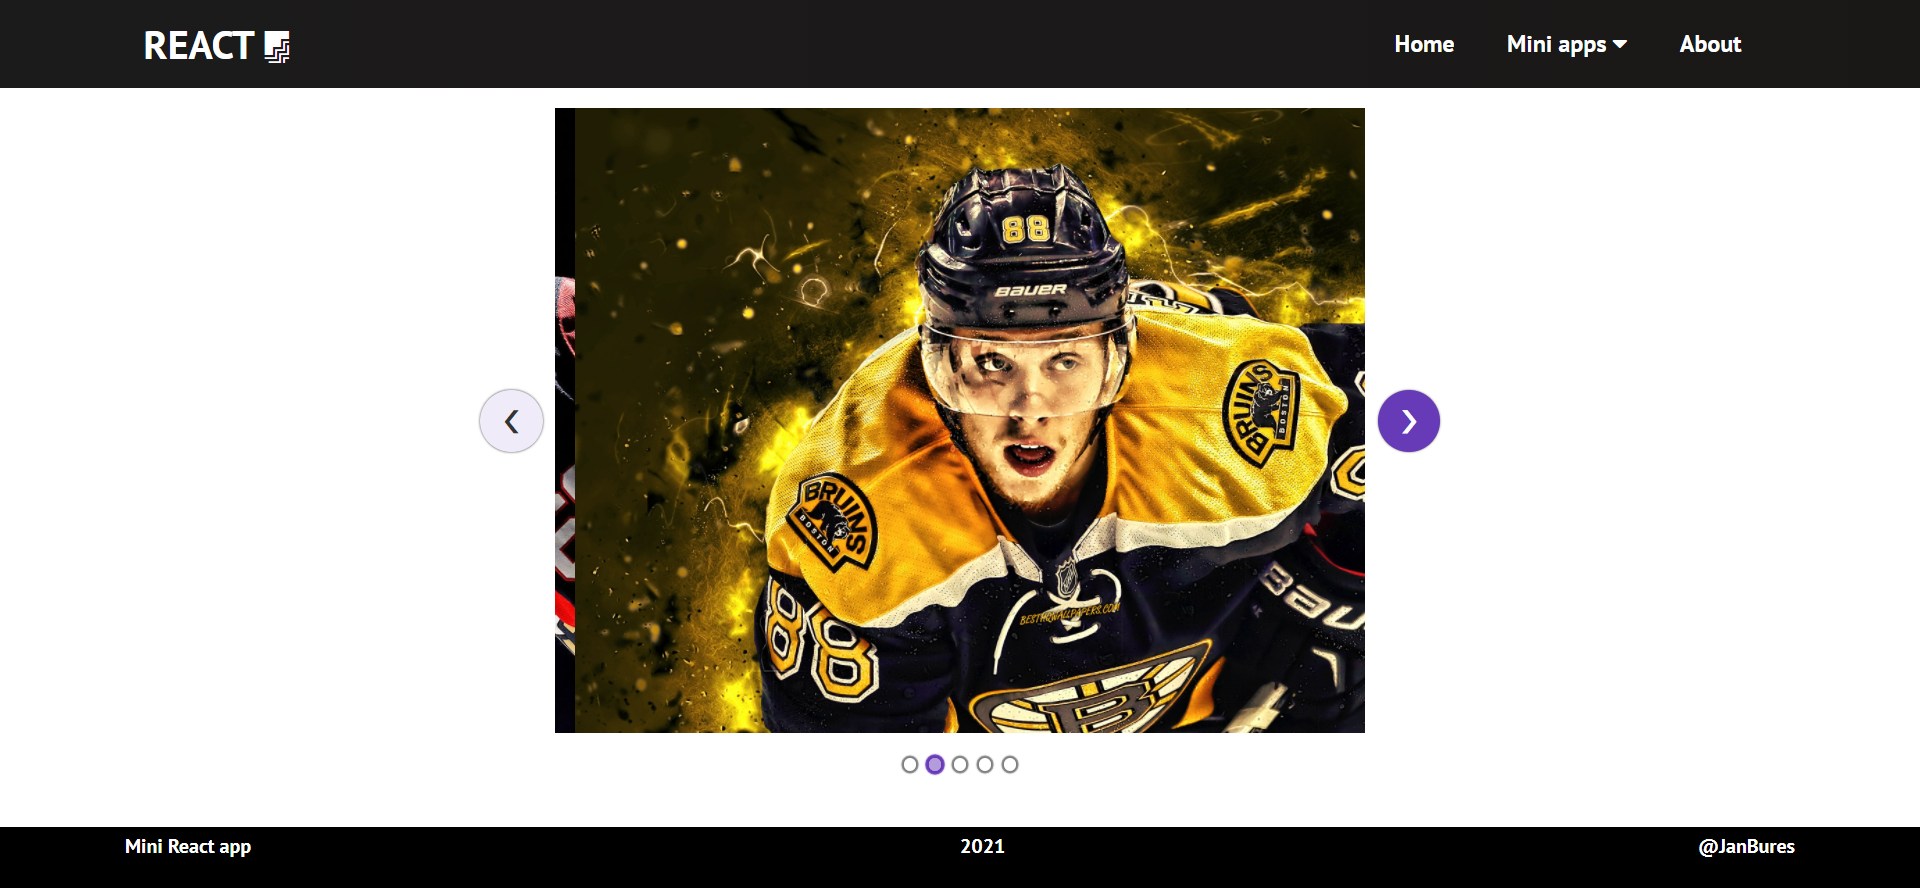 REACT
Home
Mini apps
About
88
BAUER
BRUINS
BOSTON
BRUINS
BOSTON
BESTHQWALLPAPERS.COM
88
BAU
B
Mini React app
2021
@JanBures